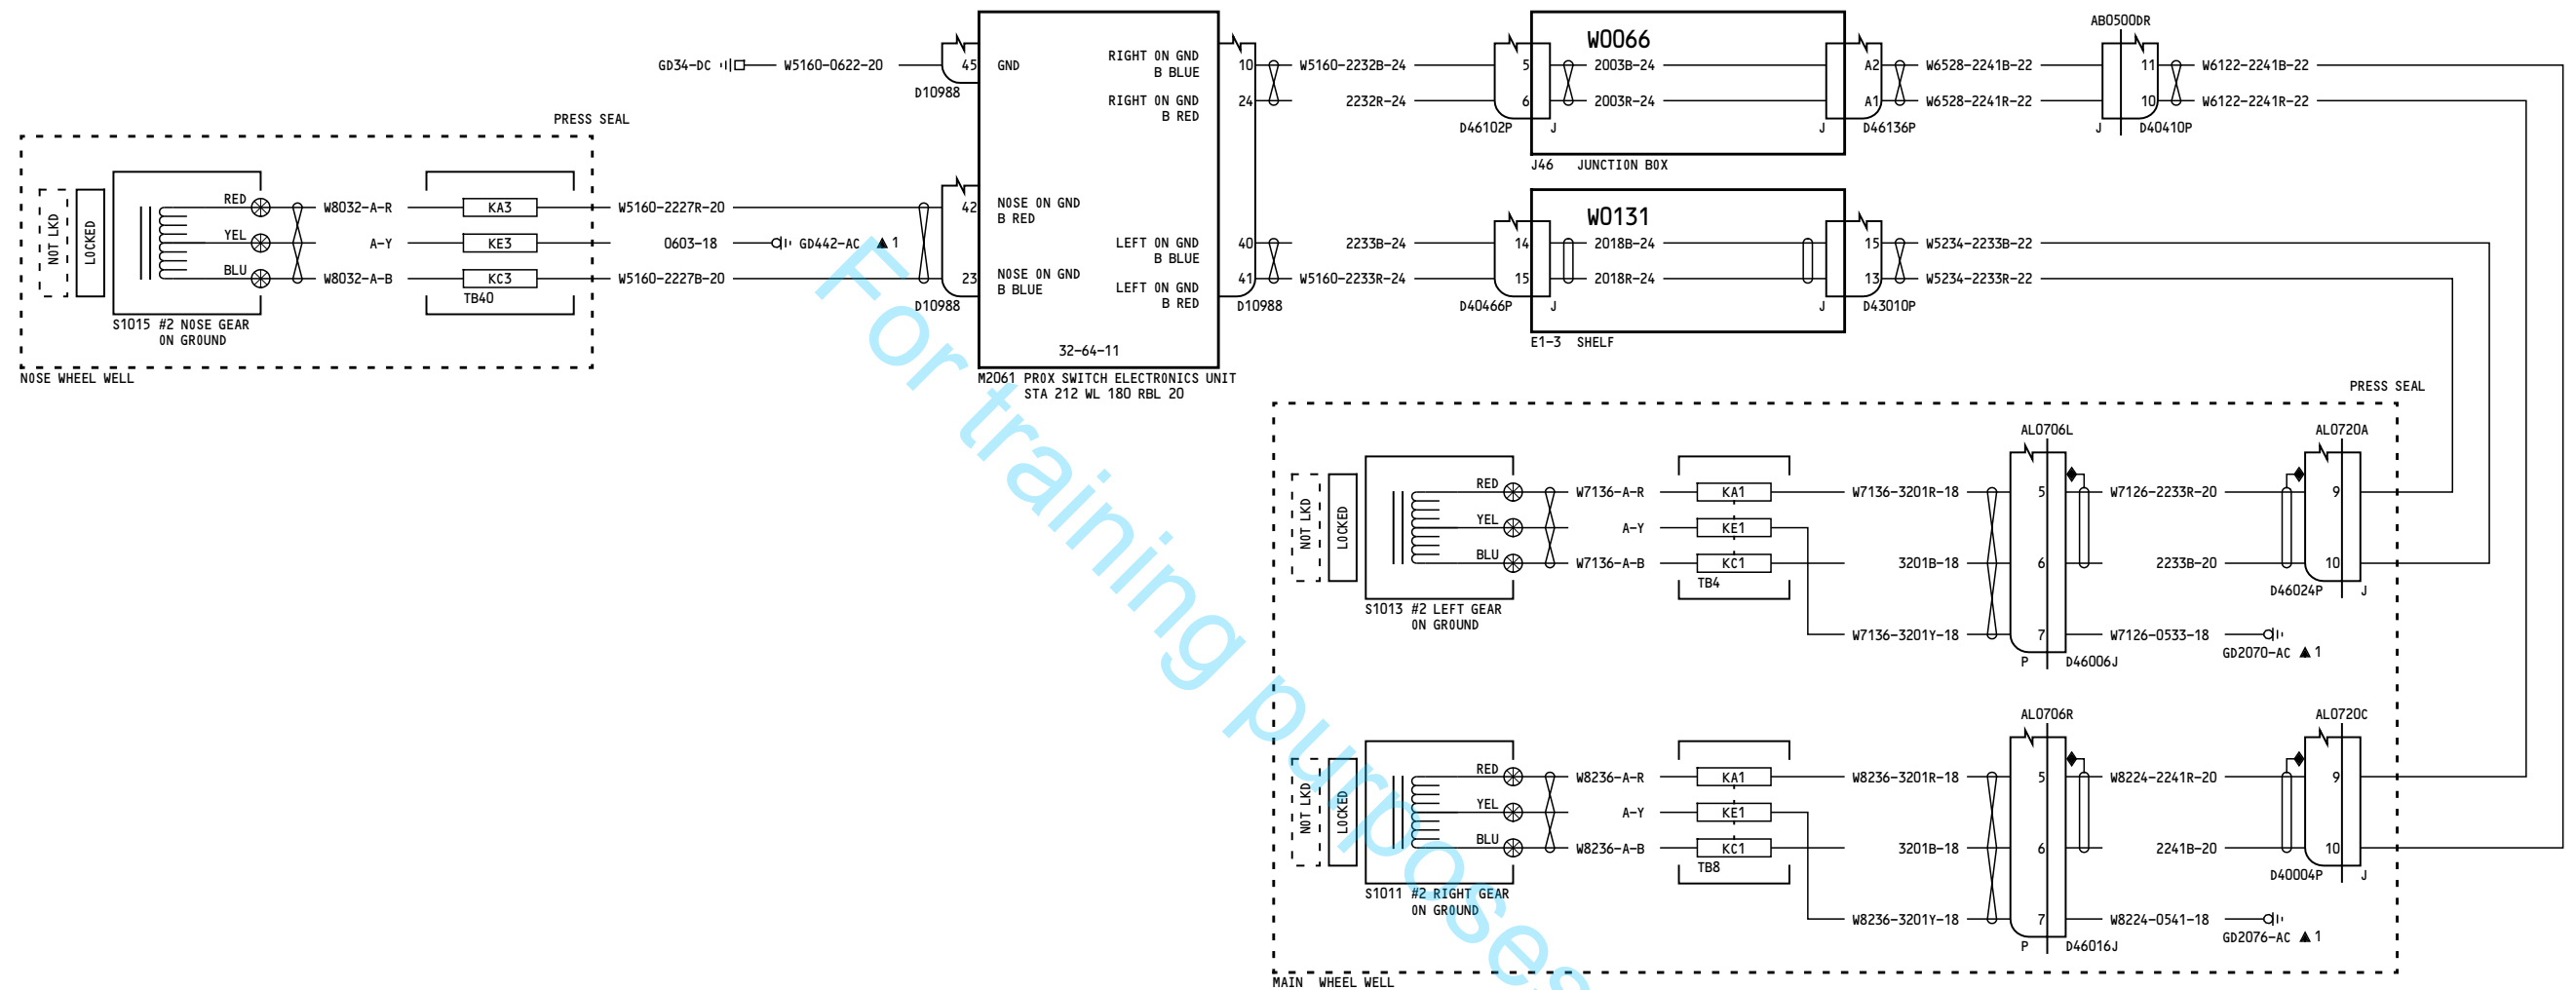 AB0500DR
GD34-DC W5160-0622-20 45 GND
D10988
RIGHT ON GND
B BLUE
RIGHT ON GND
B RED
10 W5160-2232B-24 5 2003B-24 A2 W6528-2241B-22 11 W6122-2241B-22
24 2232R-24 6 2003R-24 A1 W6528-2241R-22 10 W6122-2241R-22
W0066
D46102P J J D46136P J D40410P
J46 JUNCTION BOX
PRESS SEAL
NOT LKD
LOCKED
RED W8032-A-R KA3 W5160-2227R-20 42 NOSE ON GND
B RED
YEL A-Y KE3 0603-18 GD442-AC ▲ 1
BLU W8032-A-B KC3 W5160-2227B-20 23 NOSE ON GND
B BLUE
TB40
D10988
S1015 #2 NOSE GEAR
ON GROUND
NOSE WHEEL WELL
LEFT ON GND
B BLUE
LEFT ON GND
B RED
32-64-11
M2061 PROX SWITCH ELECTRONICS UNIT
STA 212 WL 180 RBL 20
W0131
40 2233B-24 14 2018B-24 15 W5234-2233B-22
41 W5160-2233R-24 15 2018R-24 13 W5234-2233R-22
D10988 D40466P J J D43010P
E1-3 SHELF
PRESS SEAL
AL0706L AL0720A
NOT LKD
LOCKED
RED W7136-A-R KA1 W7136-3201R-18 5 W7126-2233R-20 9
YEL A-Y KE1
BLU W7136-A-B KC1 3201B-18 6 2233B-20 10
TB4
D46024P J
S1013 #2 LEFT GEAR
ON GROUND
W7136-3201Y-18 7 W7126-0533-18
GD2070-AC ▲ 1
P D46006J
AL0706R AL0720C
NOT LKD
LOCKED
RED W8236-A-R KA1 W8236-3201R-18 5 W8224-2241R-20 9
YEL A-Y KE1
BLU W8236-A-B KC1 3201B-18 6 2241B-20 10
TB8
D40004P J
S1011 #2 RIGHT GEAR
ON GROUND
W8236-3201Y-18 7 W8224-0541-18
GD2076-AC ▲ 1
P D46016J
MAIN WHEEL WELL
For training purposes